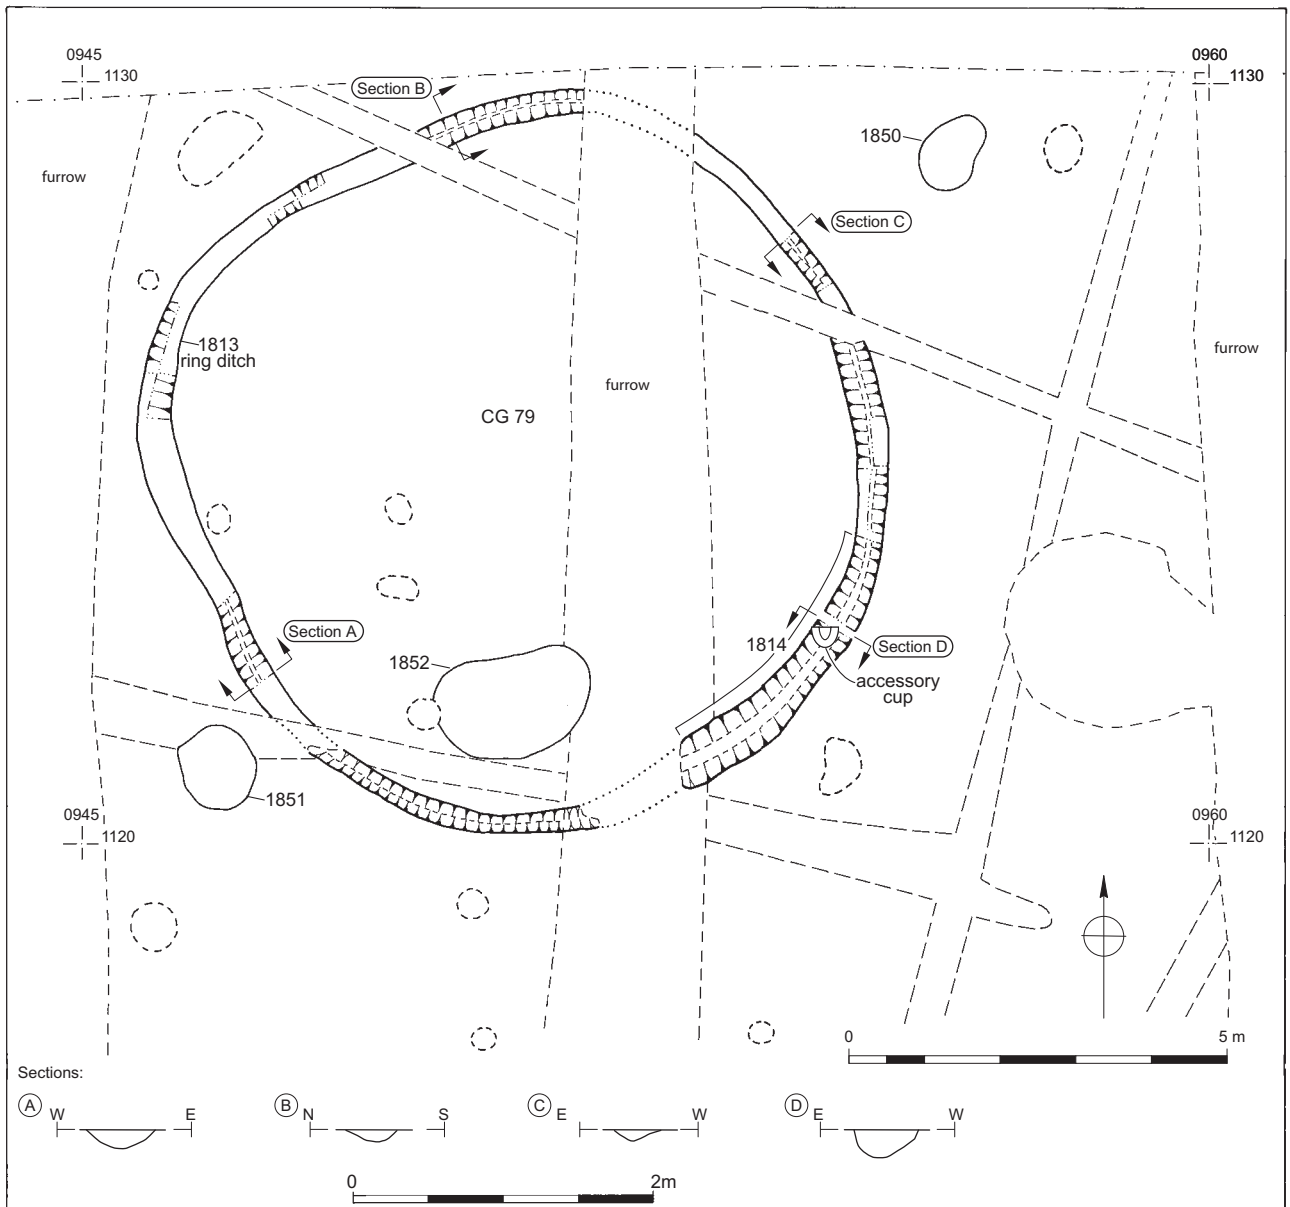 0945
1130
0960
1130
Section B
1850
furrow
Section C
1813
ring ditch
furrow
furrow
CG 79
Section A
1814
Section D
1852
accessory
cup
1851
0945
1120
0960
1120
0
5 m
Sections:
A W E
B N S
C E W
D E W
0
2m